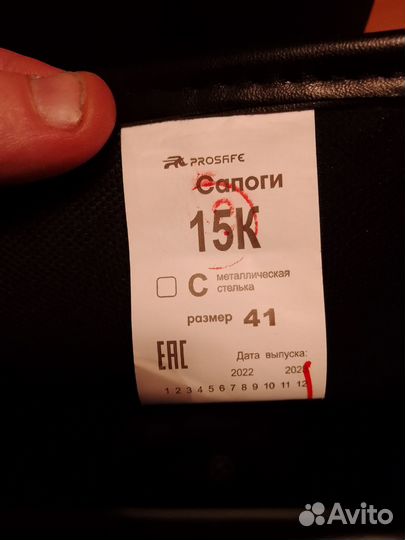 PROSAFE
Сапоги
15К
С металлическая
стелька
размер 41
EAC
Дата выпуска:
2022 202
1 2 3 4 5 6 7 8 9 10 11 12
Avito